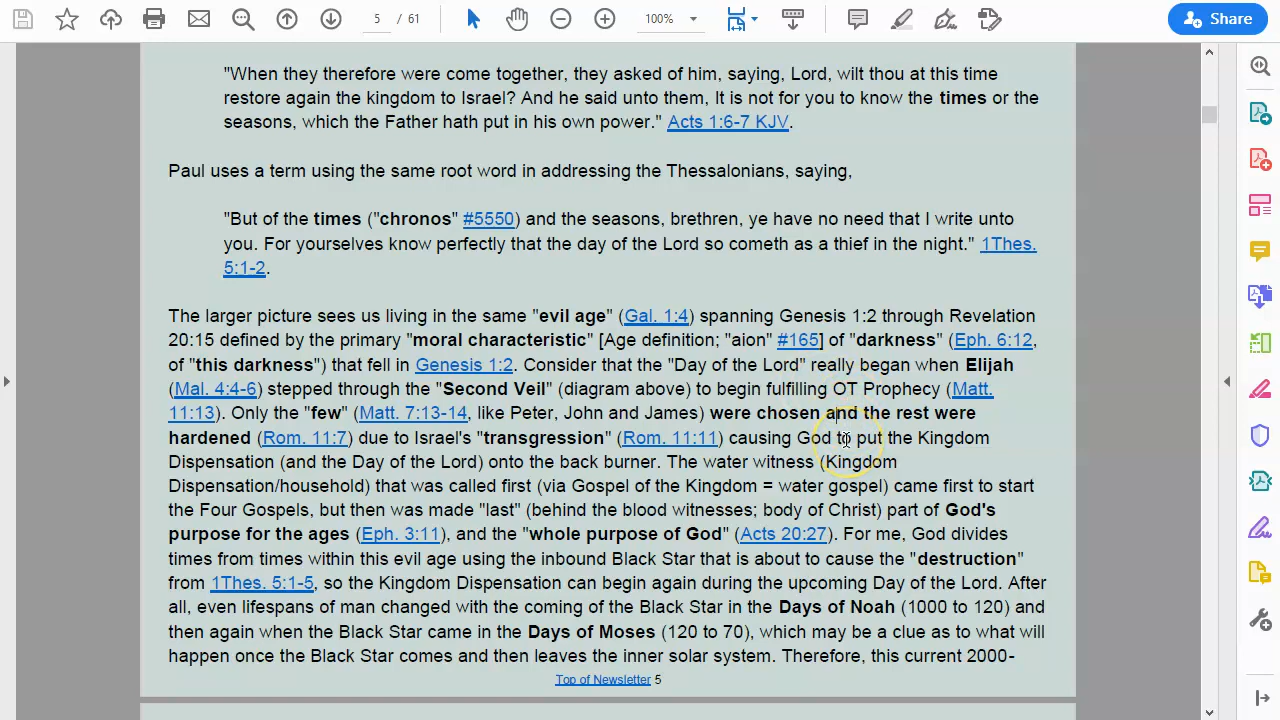 5 / 61
100%
Share
"When they therefore were come together, they asked of him, saying, Lord, wilt thou at this time
restore again the kingdom to Israel? And he said unto them, It is not for you to know the times or the
seasons, which the Father hath put in his own power." Acts 1:6-7 KJV.
Paul uses a term using the same root word in addressing the Thessalonians, saying,
"But of the times ("chronos" #5550) and the seasons, brethren, ye have no need that I write unto
you. For yourselves know perfectly that the day of the Lord so cometh as a thief in the night." 1Thes.
5:1-2.
The larger picture sees us living in the same "evil age" (Gal. 1:4) spanning Genesis 1:2 through Revelation
20:15 defined by the primary "moral characteristic" [Age definition; "aion" #165] of "darkness" (Eph. 6:12,
of "this darkness") that fell in Genesis 1:2. Consider that the "Day of the Lord" really began when Elijah
(Mal. 4:4-6) stepped through the "Second Veil" (diagram above) to begin fulfilling OT Prophecy (Matt.
11:13). Only the "few" (Matt. 7:13-14, like Peter, John and James) were chosen and the rest were
hardened (Rom. 11:7) due to Israel's "transgression" (Rom. 11:11) causing God to put the Kingdom
Dispensation (and the Day of the Lord) onto the back burner. The water witness (Kingdom
Dispensation/household) that was called first (via Gospel of the Kingdom = water gospel) came first to start
the Four Gospels, but then was made "last" (behind the blood witnesses; body of Christ) part of God's
purpose for the ages (Eph. 3:11), and the "whole purpose of God" (Acts 20:27). For me, God divides
times from times within this evil age using the inbound Black Star that is about to cause the "destruction"
from 1Thes. 5:1-5, so the Kingdom Dispensation can begin again during the upcoming Day of the Lord. After
all, even lifespans of man changed with the coming of the Black Star in the Days of Noah (1000 to 120) and
then again when the Black Star came in the Days of Moses (120 to 70), which may be a clue as to what will
happen once the Black Star comes and then leaves the inner solar system. Therefore, this current 2000-
Top of Newsletter 5